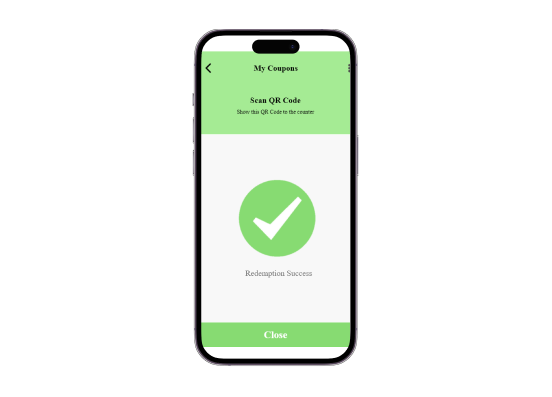 My Coupons
Scan QR Code
Show this QR Code to the counter
Redemption Success
Close